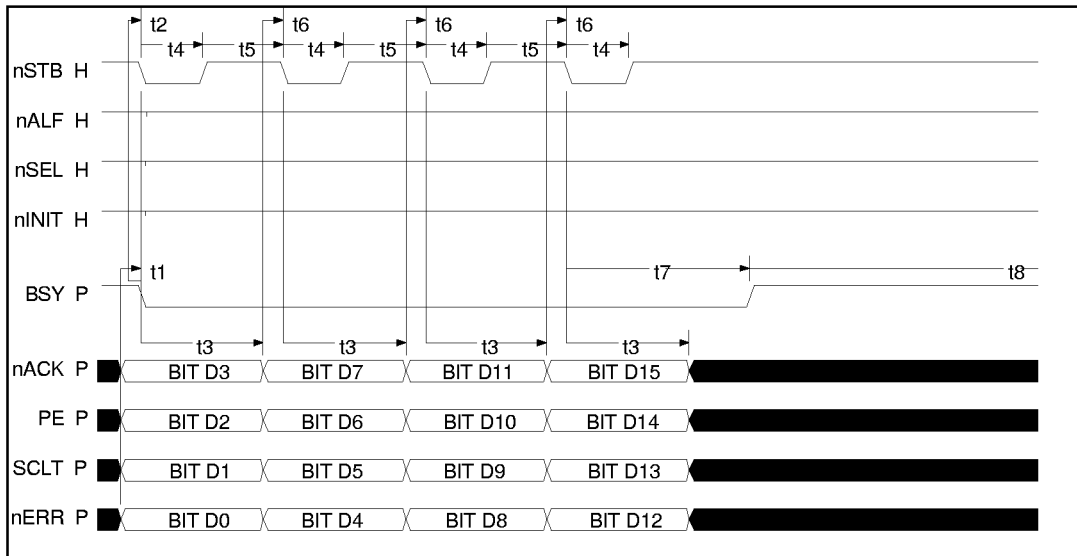 t2 t6 t6 t6
t4 t5 t4 t5 t4 t5 t4
nSTB H
nALF H
nSEL H
nINIT H
t1 t7 t8
BSY P
t3 t3 t3 t3
nACK P BIT D3 BIT D7 BIT D11 BIT D15
PE P BIT D2 BIT D6 BIT D10 BIT D14
SCLT P BIT D1 BIT D5 BIT D9 BIT D13
nERR P BIT D0 BIT D4 BIT D8 BIT D12